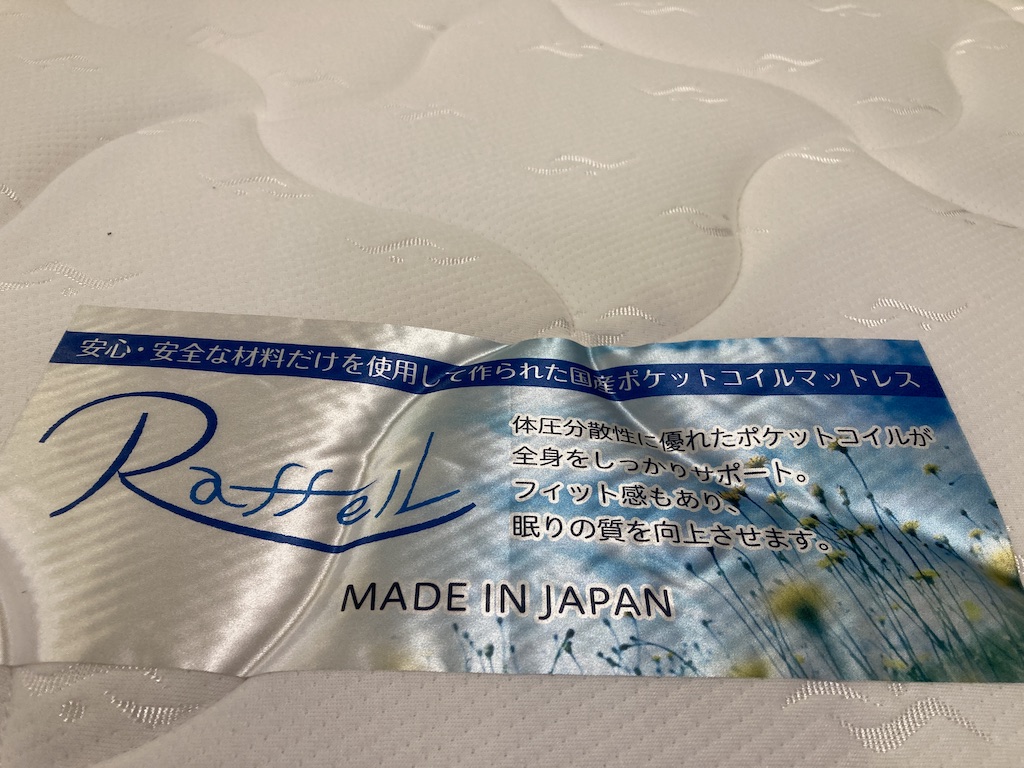 安心・安全な材料だけを使用して作られた国産ポケットコイルマットレス
Raffell
体圧分散性に優れたポケットコイルが
全身をしっかりサポート。
フィット感もあり、
眠りの質を向上させます。
MADE IN JAPAN